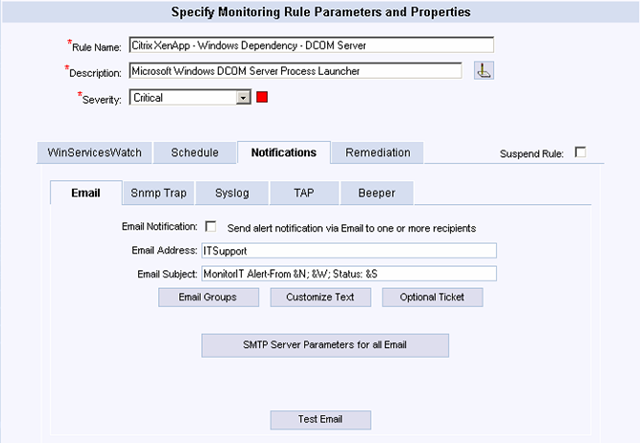 Specify Monitoring Rule Parameters and Properties
*Rule Name: Citrix XenApp - Windows Dependency - DCOM Server
*Description: Microsoft Windows DCOM Server Process Launcher
*Severity: Critical
WinServicesWatch Schedule Notifications Remediation Suspend Rule:
Email Snmp Trap Syslog TAP Beeper
Email Notification: Send alert notification via Email to one or more recipients
Email Address: ITSupport
Email Subject: MonitorIT Alert-From &N; &W; Status: &S
Email Groups Customize Text Optional Ticket
SMTP Server Parameters for all Email
Test Email